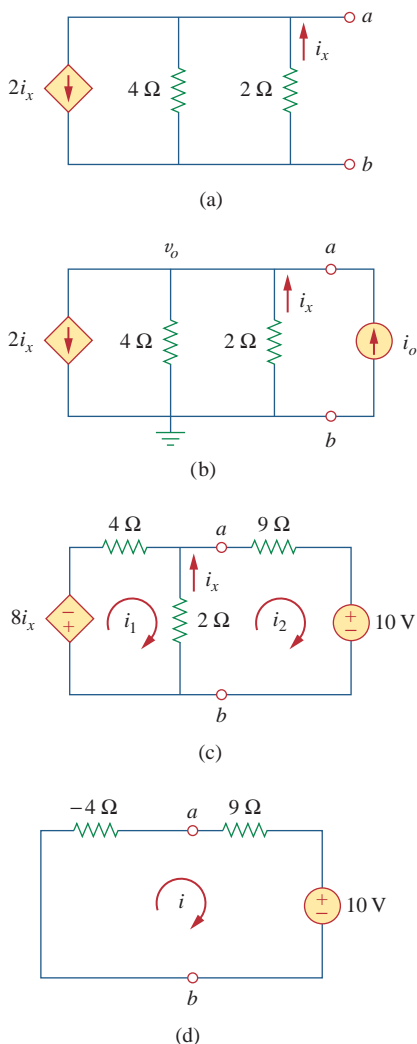 a
2i_x 4 Ω 2 Ω i_x
b
(a)
v_o a
2i_x 4 Ω 2 Ω i_x i_o
b
(b)
4 Ω a 9 Ω
i_x
8i_x − + i_1 2 Ω i_2 + − 10 V
b
(c)
−4 Ω a 9 Ω
i + − 10 V
b
(d)